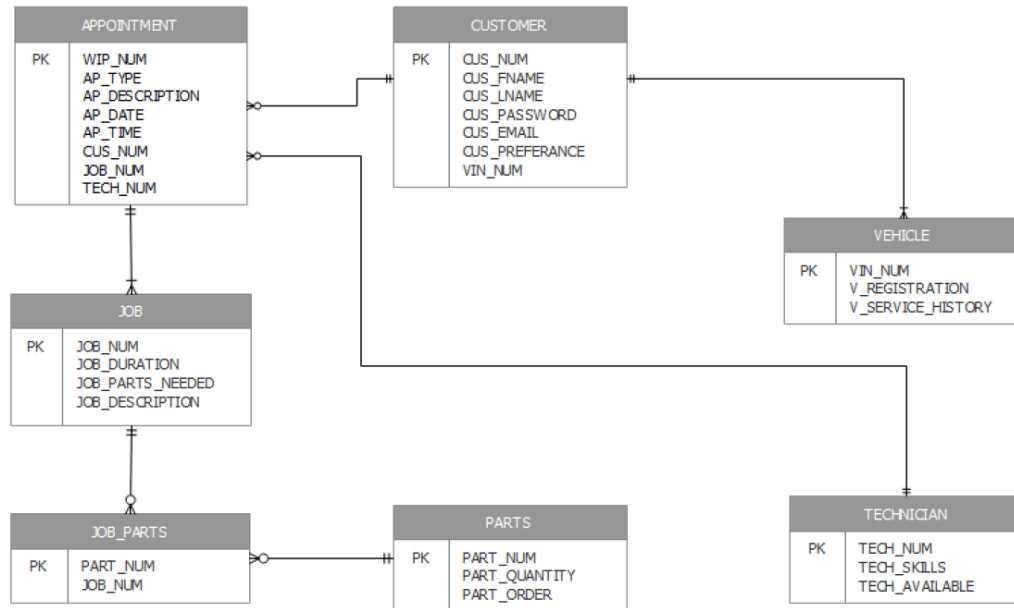 APPOINTMENT
PK
WIP_NUM
AP_TYPE
AP_DESCRIPTION
AP_DATE
AP_TIME
CUS_NUM
JOB_NUM
TECH_NUM
CUSTOMER
PK
CUS_NUM
CUS_FNAME
CUS_LNAME
CUS_PASSWORD
CUS_EMAIL
CUS_PREFERANCE
VIN_NUM
VEHICLE
PK
VIN_NUM
V_REGISTRATION
V_SERVICE_HISTORY
JOB
PK
JOB_NUM
JOB_DURATION
JOB_PARTS_NEEDED
JOB_DESCRIPTION
JOB_PARTS
PK
PART_NUM
JOB_NUM
PARTS
PK
PART_NUM
PART_QUANTITY
PART_ORDER
TECHNICIAN
PK
TECH_NUM
TECH_SKILLS
TECH_AVAILABLE